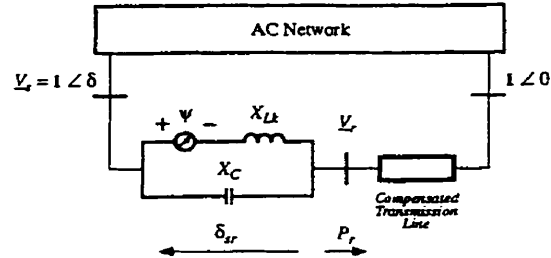 AC Network
V_s = 1 ∠ δ
1 ∠ 0
+ Ψ −
X_Lk
V_r
X_C
Compensated
Transmission
Line
δ_sr
P_r